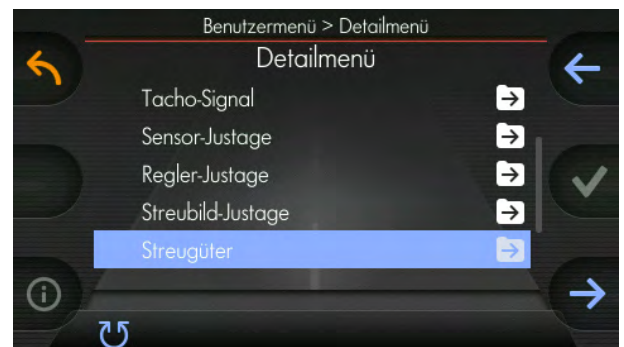 Benutzermenü > Detailmenü
Detailmenü
Tacho-Signal
Sensor-Justage
Regler-Justage
Streubild-Justage
Streugüter